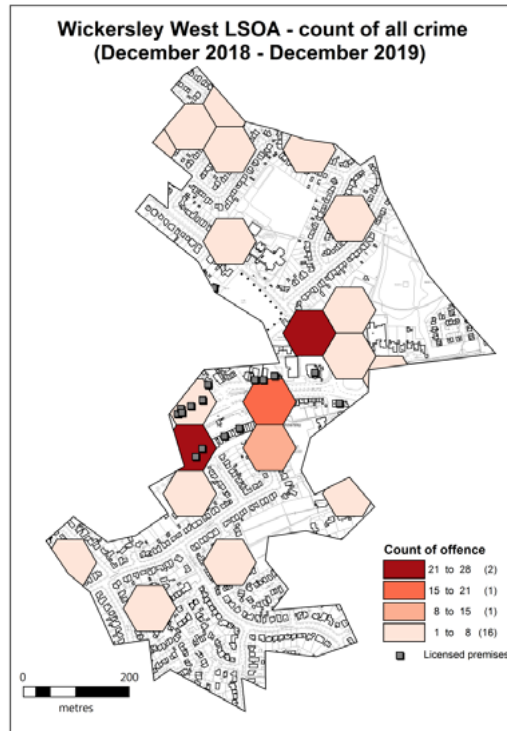 Wickersley West LSOA - count of all crime
(December 2018 - December 2019)
Count of offence
21 to 28 (2)
15 to 21 (1)
8 to 15 (1)
1 to 8 (16)
Licensed premises
0 200
metres